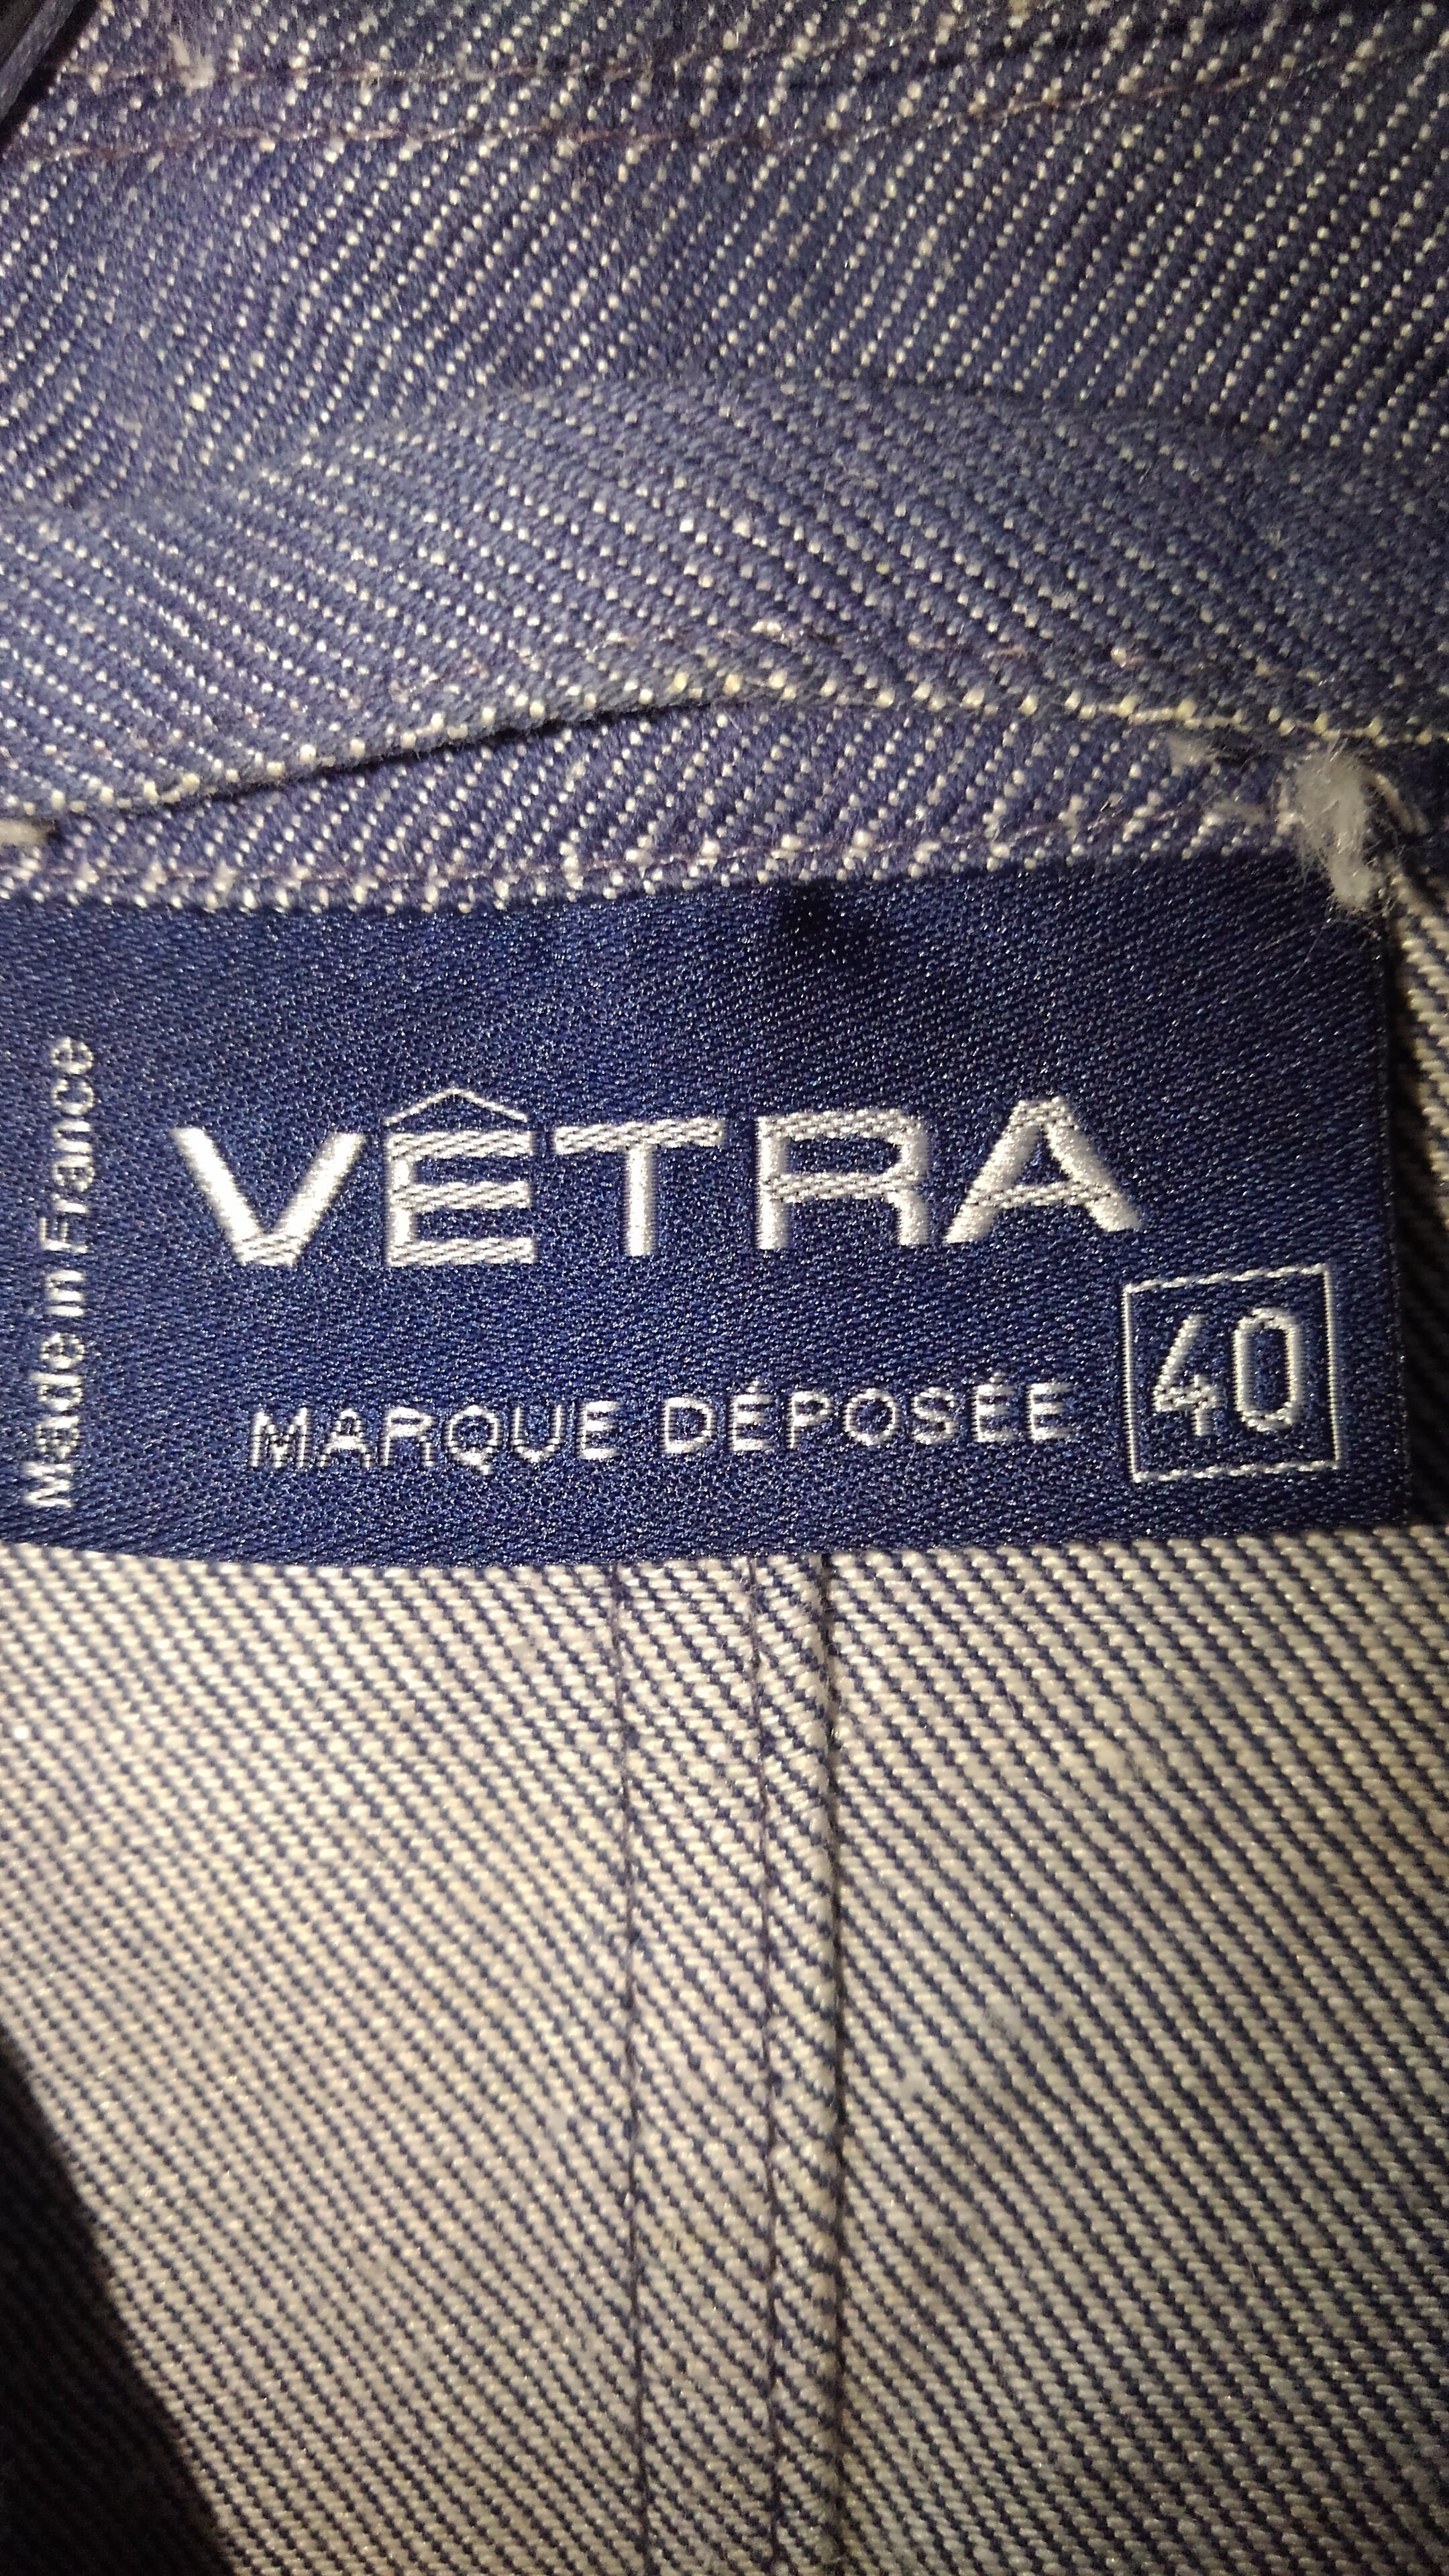 Made in France
VÊTRA
MARQUE DÉPOSÉE
40